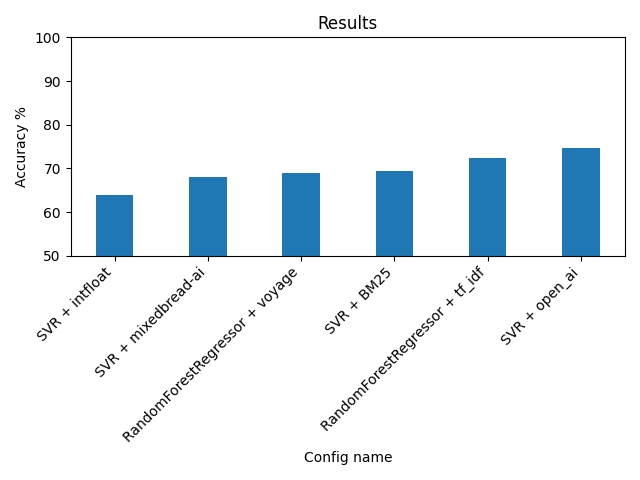 Results
100
90
80
70
60
50
Accuracy %
SVR + intfloat
SVR + mixedbread-ai
RandomForestRegressor + voyage
SVR + BM25
RandomForestRegressor + tf_idf
SVR + open_ai
Config name